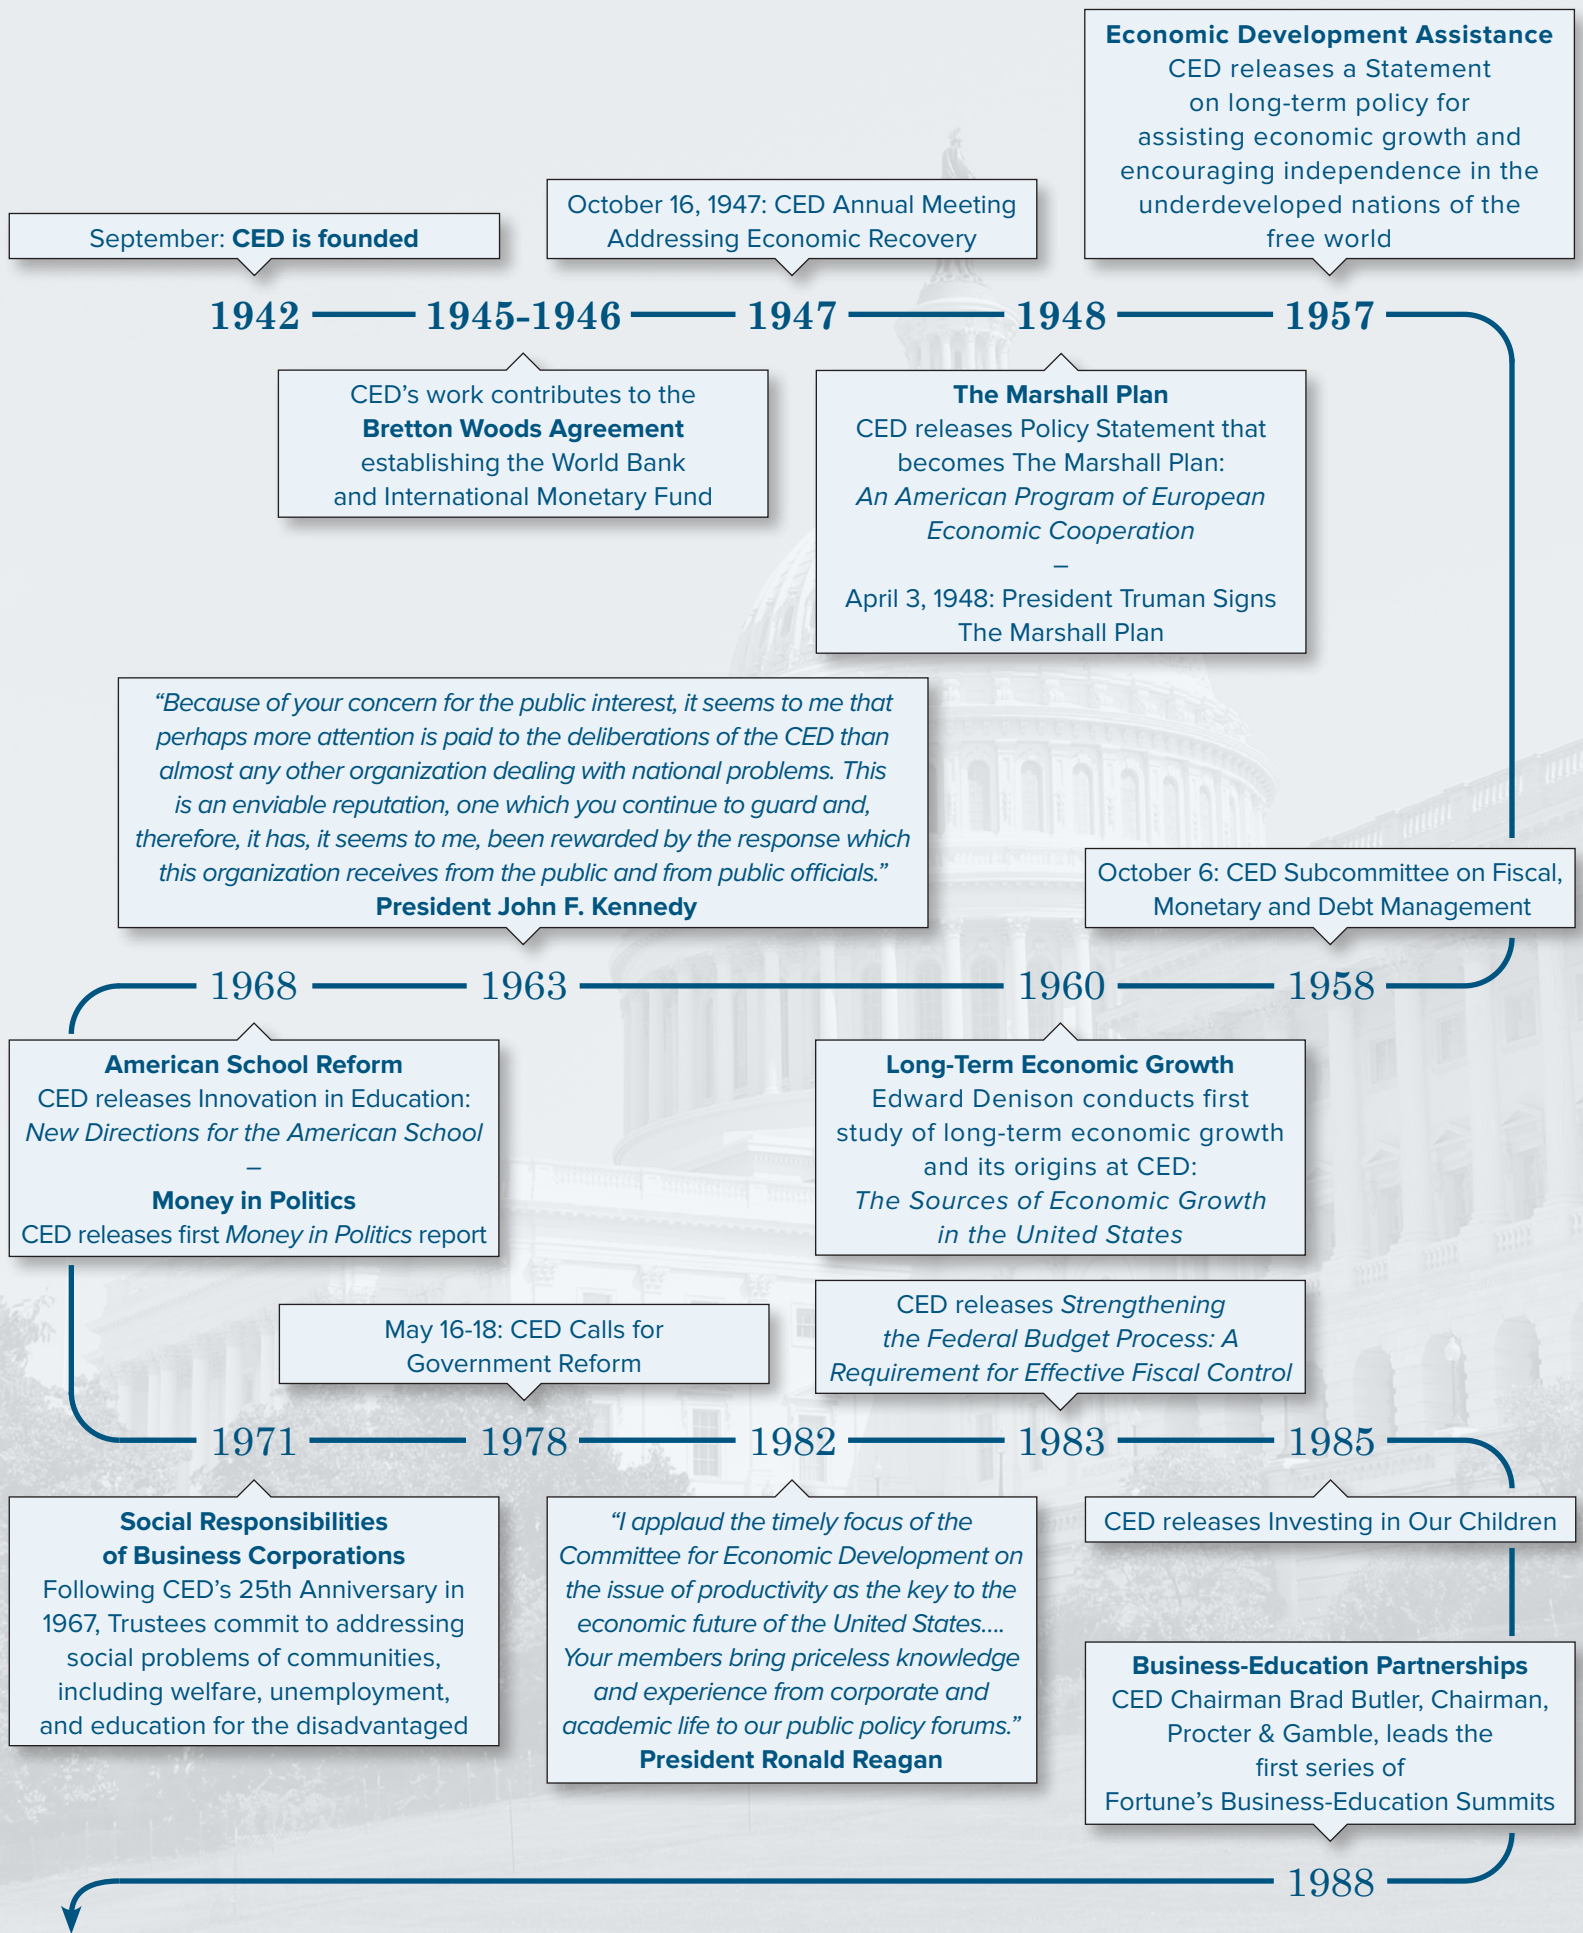 Economic Development Assistance
CED releases a Statement
on long-term policy for
assisting economic growth and
encouraging independence in the
underdeveloped nations of the
free world
October 16, 1947: CED Annual Meeting
Addressing Economic Recovery
September: CED is founded
1942
1945-1946
1947
1948
1957
CED’s work contributes to the
Bretton Woods Agreement
establishing the World Bank
and International Monetary Fund
The Marshall Plan
CED releases Policy Statement that
becomes The Marshall Plan:
An American Program of European
Economic Cooperation
–
April 3, 1948: President Truman Signs
The Marshall Plan
“Because of your concern for the public interest, it seems to me that
perhaps more attention is paid to the deliberations of the CED than
almost any other organization dealing with national problems. This
is an enviable reputation, one which you continue to guard and,
therefore, it has, it seems to me, been rewarded by the response which
this organization receives from the public and from public officials.”
President John F. Kennedy
October 6: CED Subcommittee on Fiscal,
Monetary and Debt Management
1968
1963
1960
1958
American School Reform
CED releases Innovation in Education:
New Directions for the American School
–
Money in Politics
CED releases first Money in Politics report
Long-Term Economic Growth
Edward Denison conducts first
study of long-term economic growth
and its origins at CED:
The Sources of Economic Growth
in the United States
May 16-18: CED Calls for
Government Reform
CED releases Strengthening
the Federal Budget Process: A
Requirement for Effective Fiscal Control
1971
1978
1982
1983
1985
Social Responsibilities
of Business Corporations
Following CED’s 25th Anniversary in
1967, Trustees commit to addressing
social problems of communities,
including welfare, unemployment,
and education for the disadvantaged
“I applaud the timely focus of the
Committee for Economic Development on
the issue of productivity as the key to the
economic future of the United States....
Your members bring priceless knowledge
and experience from corporate and
academic life to our public policy forums.”
President Ronald Reagan
CED releases Investing in Our Children
Business-Education Partnerships
CED Chairman Brad Butler, Chairman,
Procter & Gamble, leads the
first series of
Fortune’s Business-Education Summits
1988